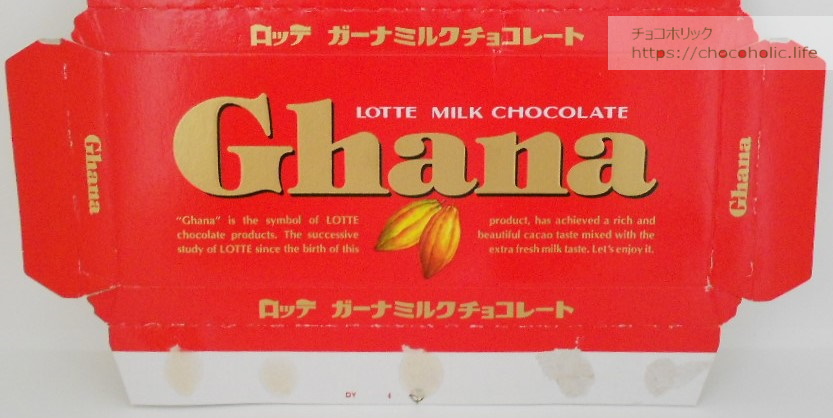 チョコホリック
https://chocoholic.life
ロッテ ガーナミルクチョコレート
LOTTE MILK CHOCOLATE
Ghana
Ghana
Ghana
"Ghana" is the symbol of LOTTE
chocolate products. The successive
study of LOTTE since the birth of this
product, has achieved a rich and
beautiful cacao taste mixed with the
extra fresh milk taste. Let's enjoy it.
ロッテ ガーナミルクチョコレート
DY 4